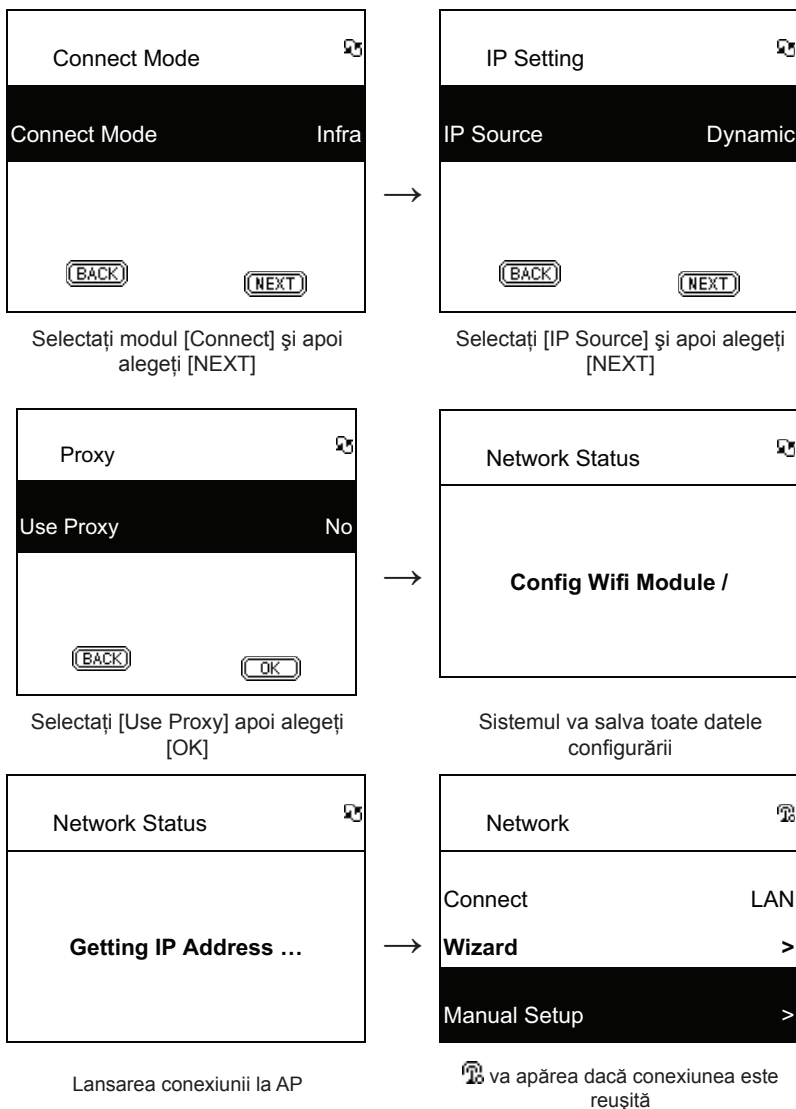 Connect Mode
Connect Mode Infra
BACK NEXT
Selectați modul [Connect] şi apoi
alegeți [NEXT]
→
IP Setting
IP Source Dynamic
BACK NEXT
Selectați [IP Source] şi apoi alegeți
[NEXT]
Proxy
Use Proxy No
BACK OK
Selectați [Use Proxy] apoi alegeți
[OK]
→
Network Status
Config Wifi Module /
Sistemul va salva toate datele
configurării
Network Status
Getting IP Address …
Lansarea conexiunii la AP
→
Network
Connect LAN
Wizard >
Manual Setup >
va apărea dacă conexiunea este
reuşită